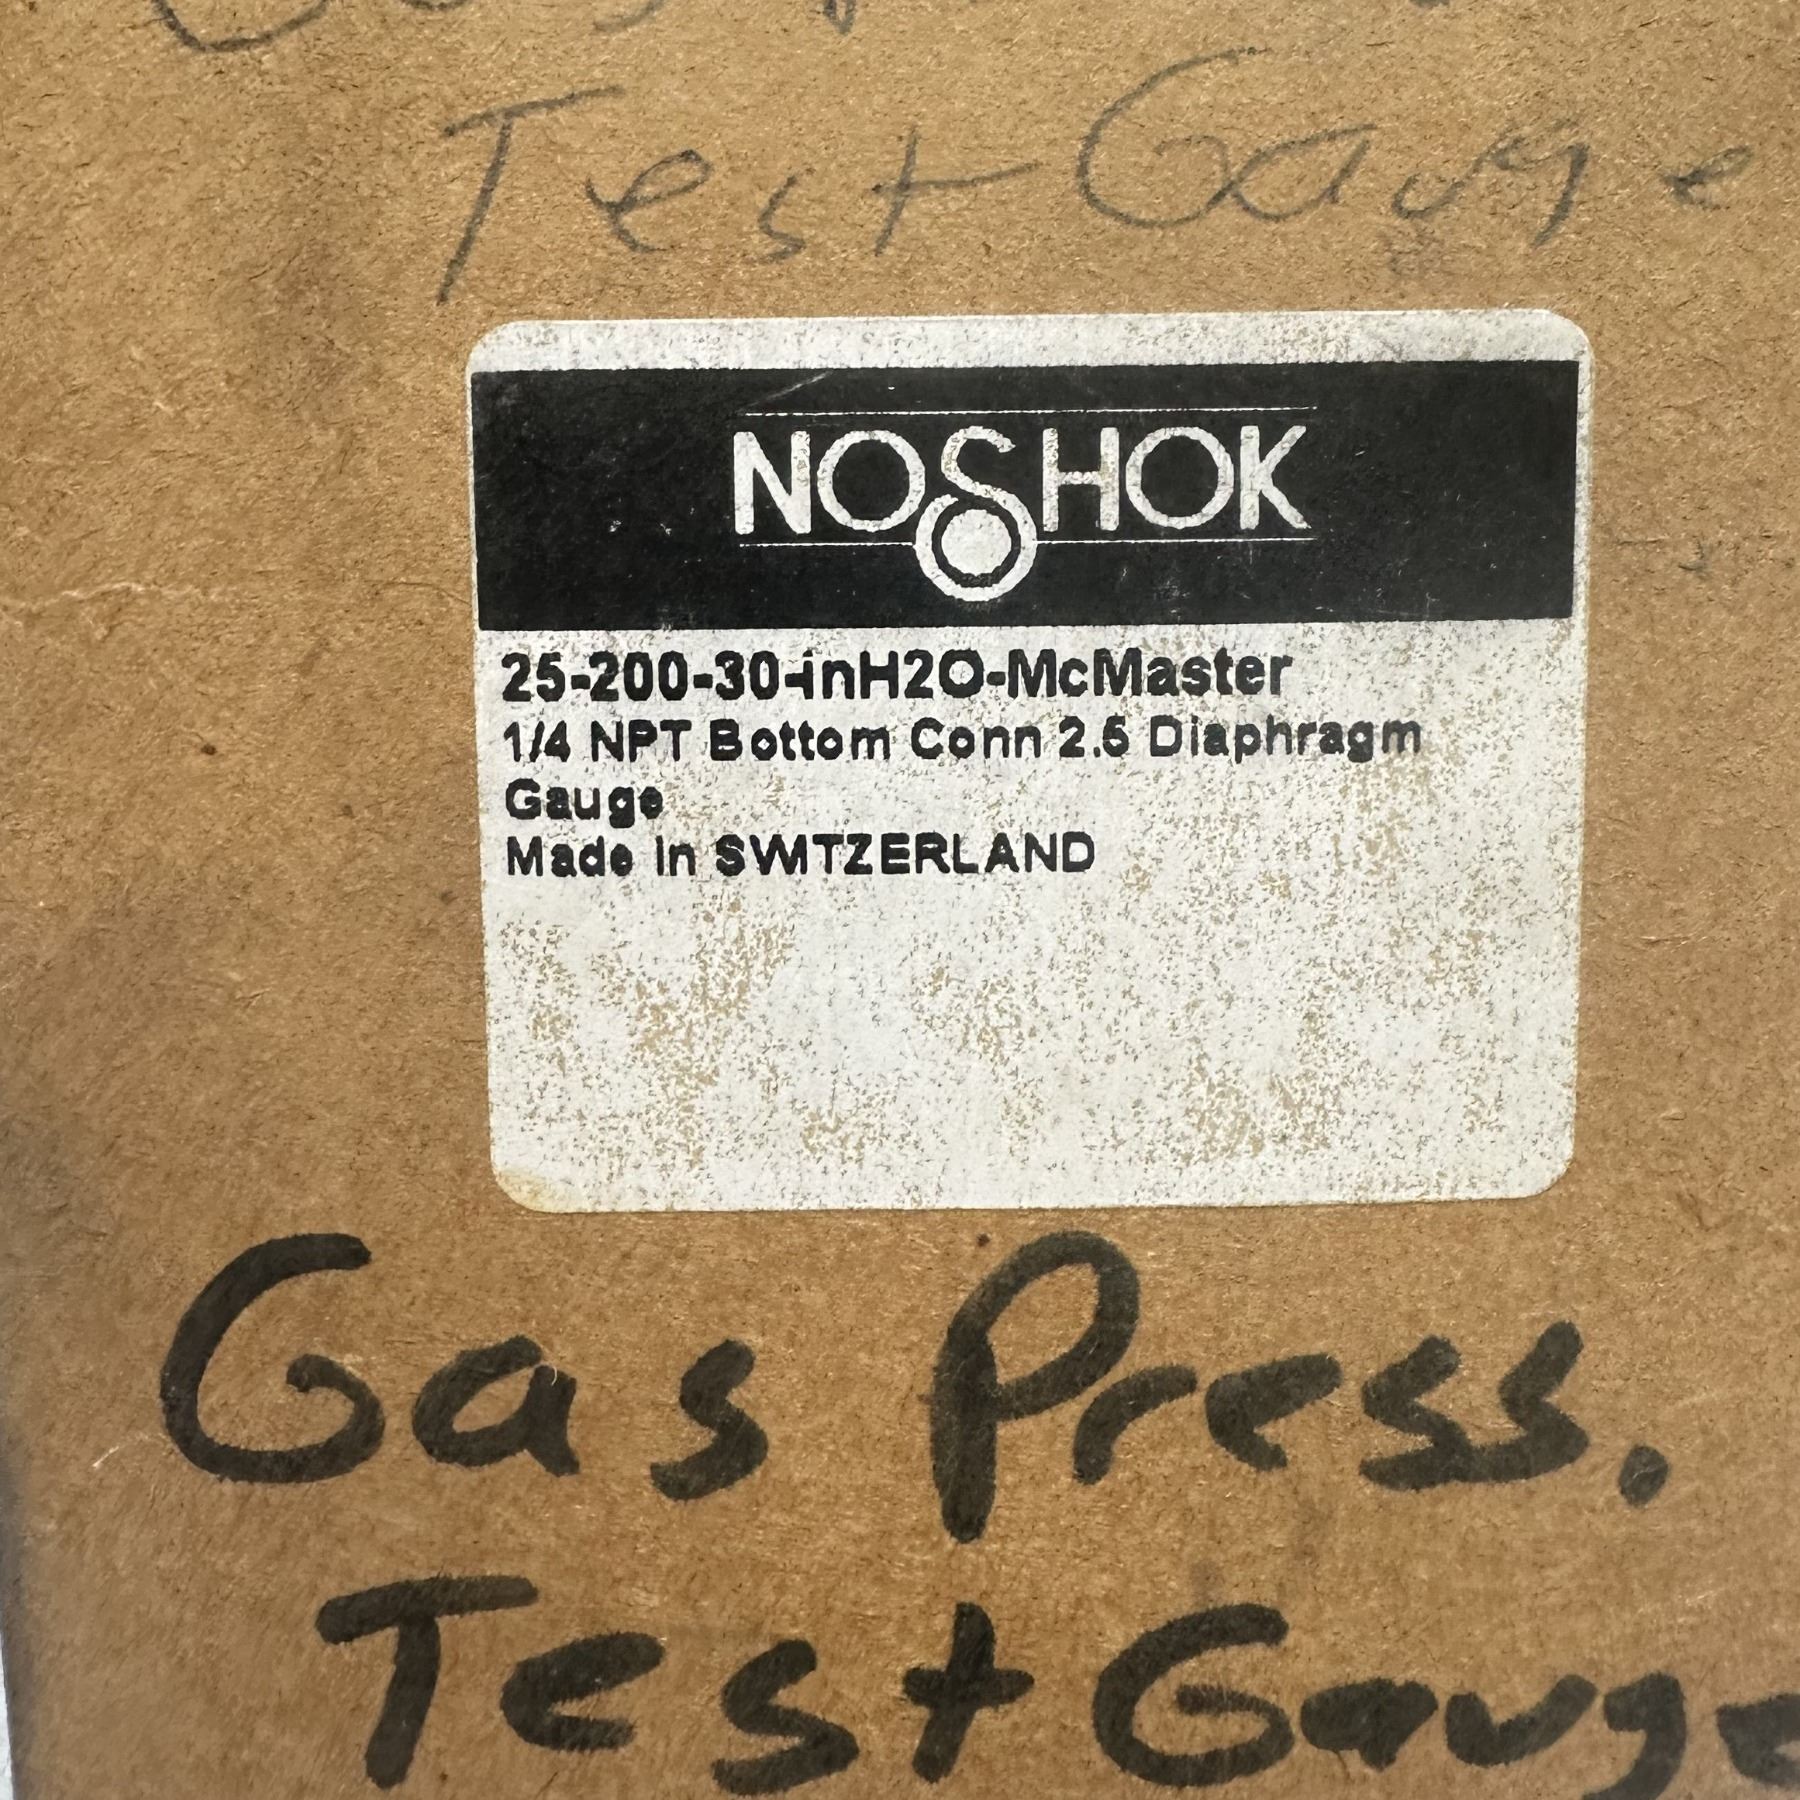 Test Gauge
NOSHOK
25-200-30-inH2O-McMaster
1/4 NPT Bottom Conn 2.5 Diaphragm
Gauge
Made in SWITZERLAND
Gas Press.
Test Gauge